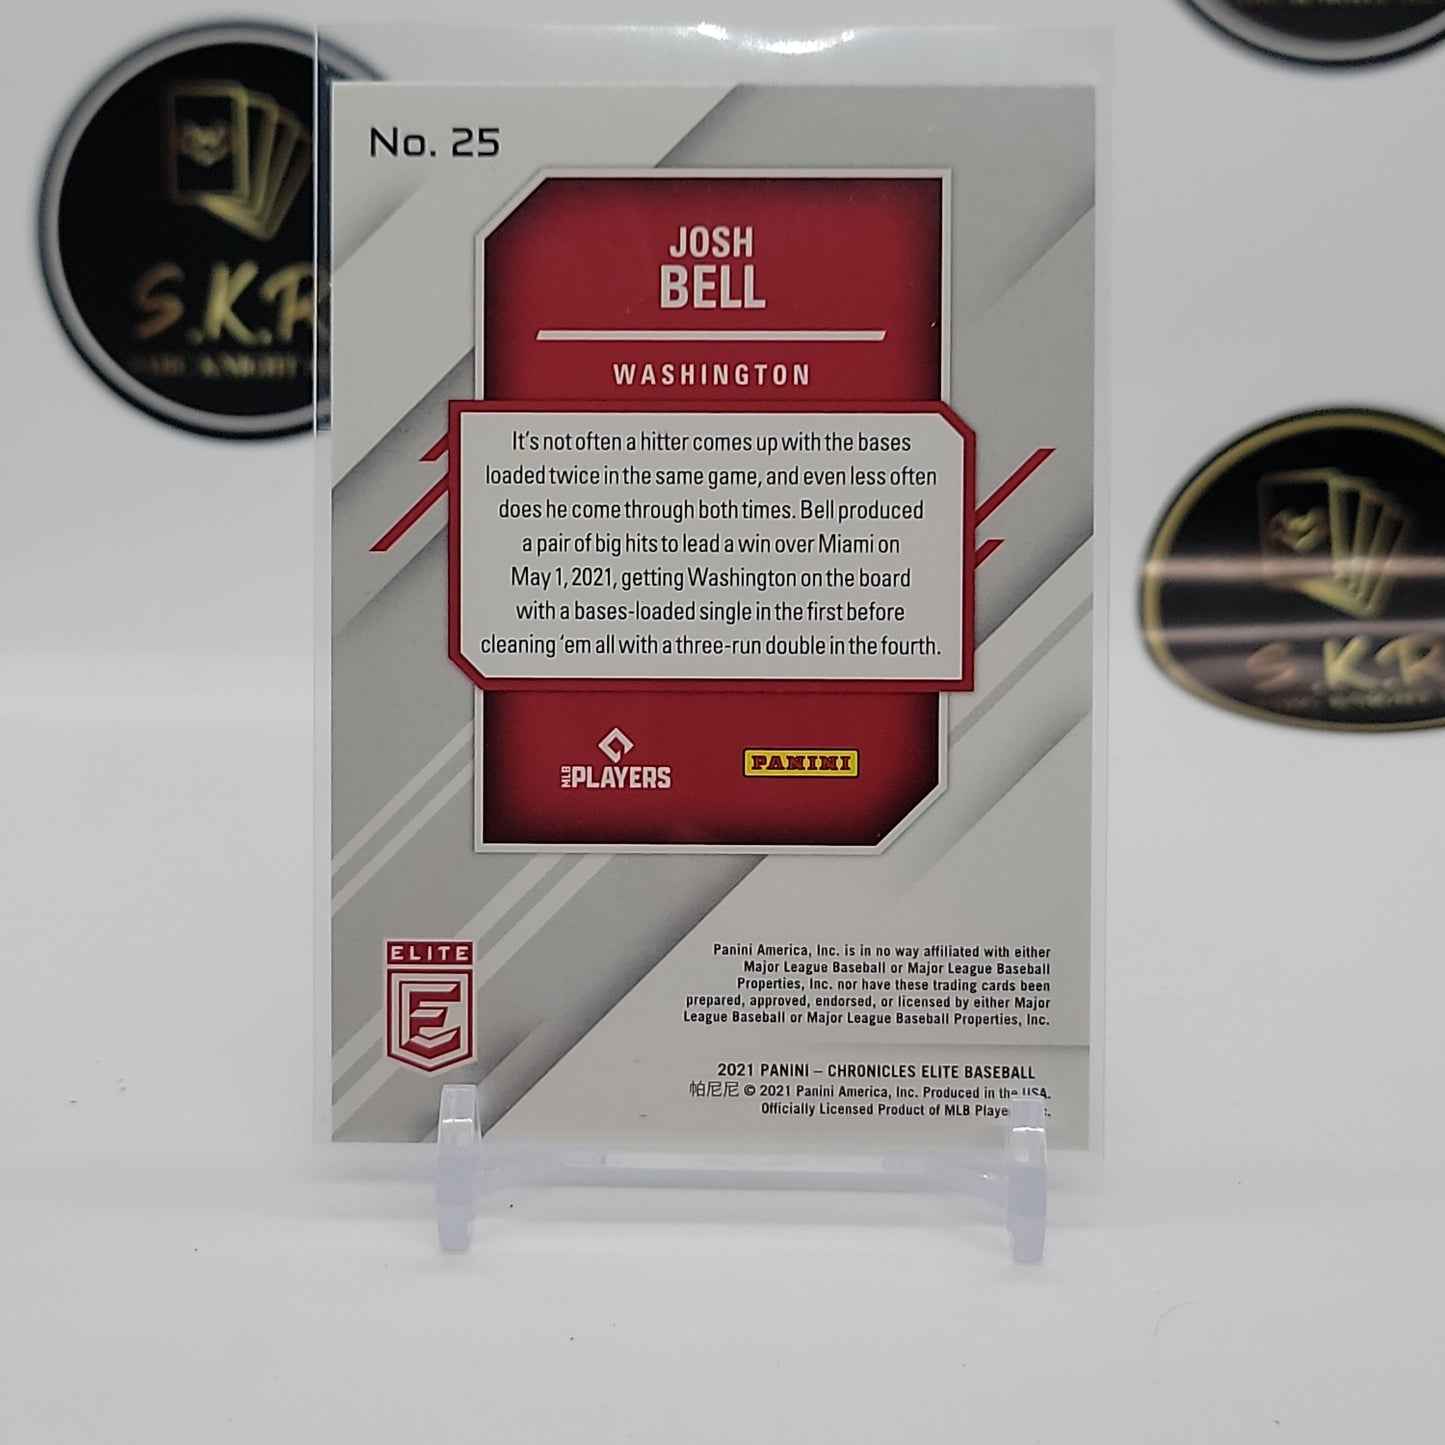 No. 25
S.K.R
JOSH
BELL
WASHINGTON
It's not often a hitter comes up with the bases
loaded twice in the same game, and even less often
does he come through both times. Bell produced
a pair of big hits to lead a win over Miami on
May 1, 2021, getting Washington on the board
with a bases-loaded single in the first before
cleaning 'em all with a three-run double in the fourth.
S.K.R
MLB PLAYERS
PANINI
ELITE
E
Panini America, Inc. is in no way affiliated with either
Major League Baseball or Major League Baseball
Properties, Inc. nor have these trading cards been
prepared, approved, endorsed, or licensed by either Major
League Baseball or Major League Baseball Properties, Inc.
2021 PANINI – CHRONICLES ELITE BASEBALL
帕尼尼 © 2021 Panini America, Inc. Produced in the USA.
Officially Licensed Product of MLB